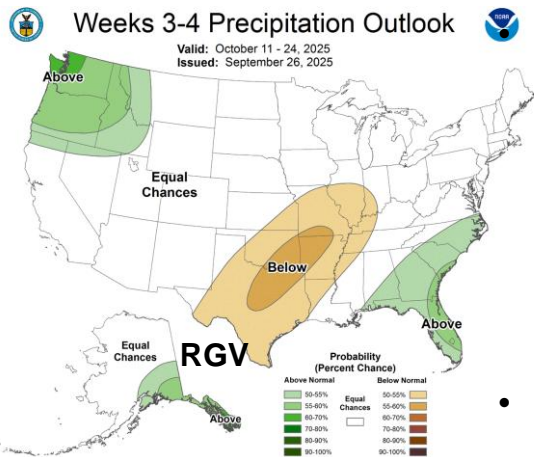 Weeks 3-4 Precipitation Outlook
Valid: October 11 - 24, 2025
Issued: September 26, 2025
NOAA
Above
Equal
Chances
Below
Above
Equal
Chances
RGV
Above
Probability
(Percent Chance)
Above Normal
Below Normal
50-55%
55-60%
60-70%
70-80%
80-90%
90-100%
Equal
Chances
50-55%
55-60%
60-70%
70-80%
80-90%
90-100%